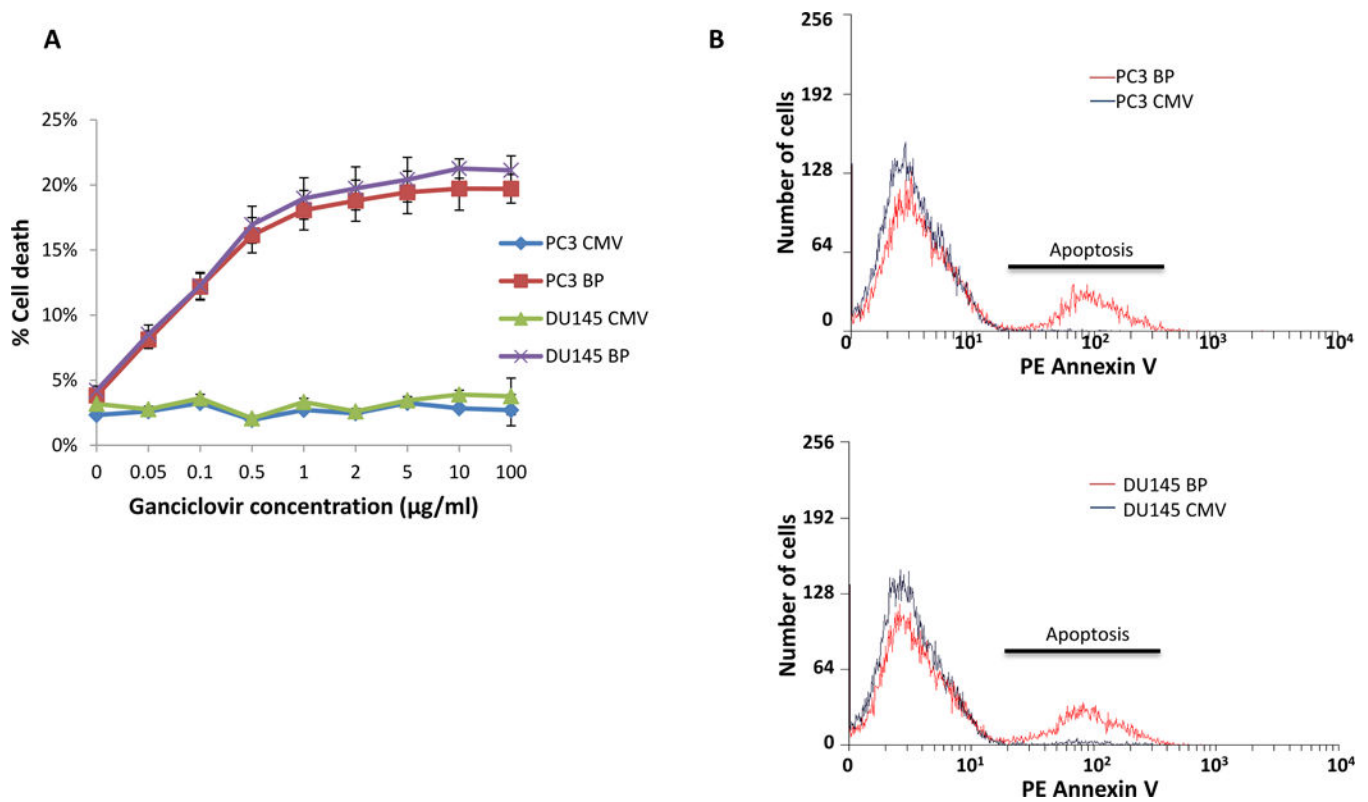 A
25%
20%
15%
10%
5%
0%
% Cell death
0 0.05 0.1 0.5 1 2 5 10 100
Ganciclovir concentration (µg/ml)
PC3 CMV
PC3 BP
DU145 CMV
DU145 BP
B
256
192
128
64
0
Number of cells
PC3 BP
PC3 CMV
Apoptosis
0 10¹ 10² 10³ 10⁴
PE Annexin V
256
192
128
64
0
Number of cells
DU145 BP
DU145 CMV
Apoptosis
0 10¹ 10² 10³ 10⁴
PE Annexin V